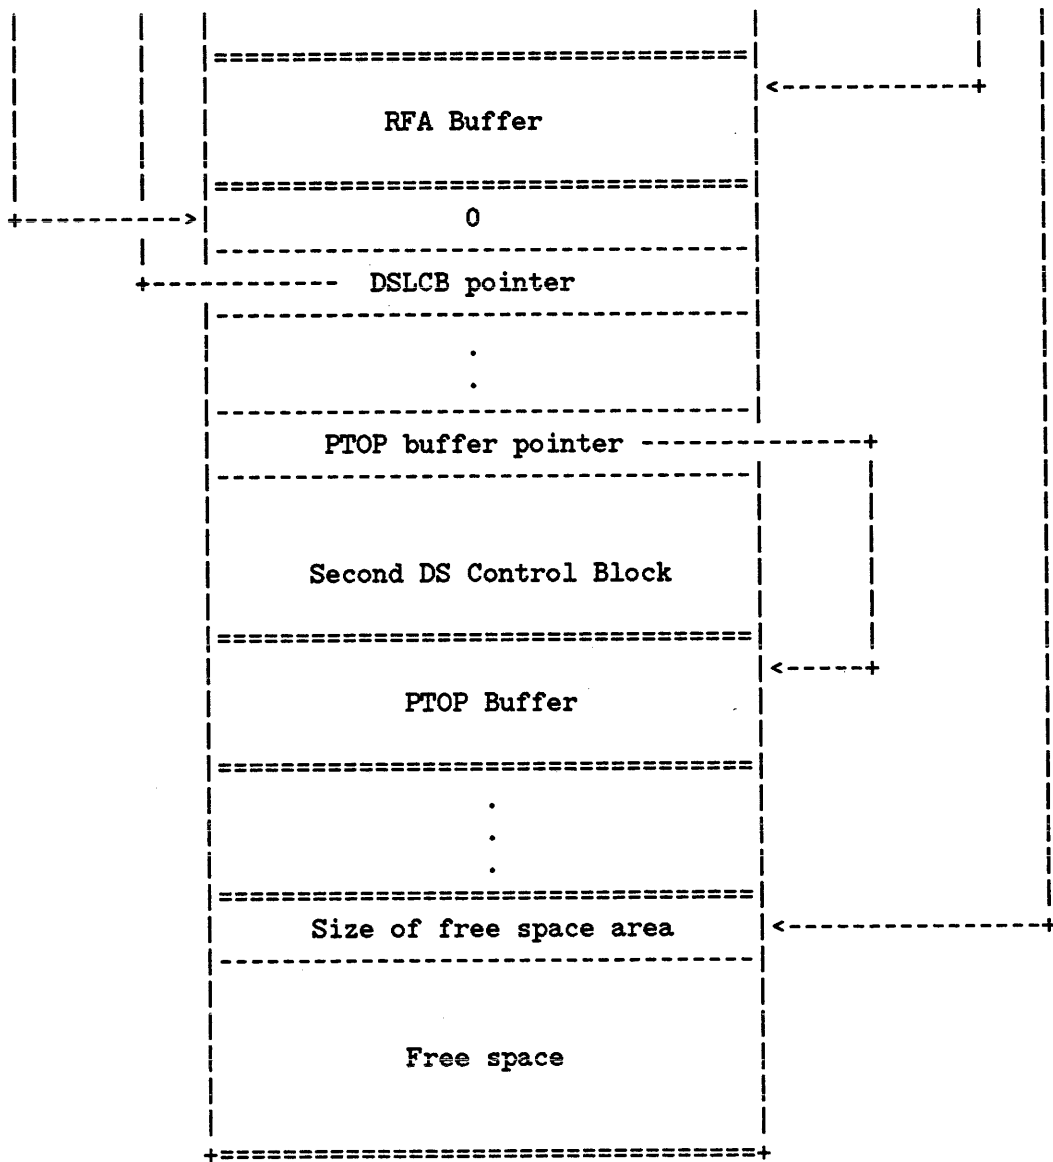 RFA Buffer
0
DSLCB pointer
.
.
PTOP buffer pointer
Second DS Control Block
PTOP Buffer
.
.
.
Size of free space area
Free space